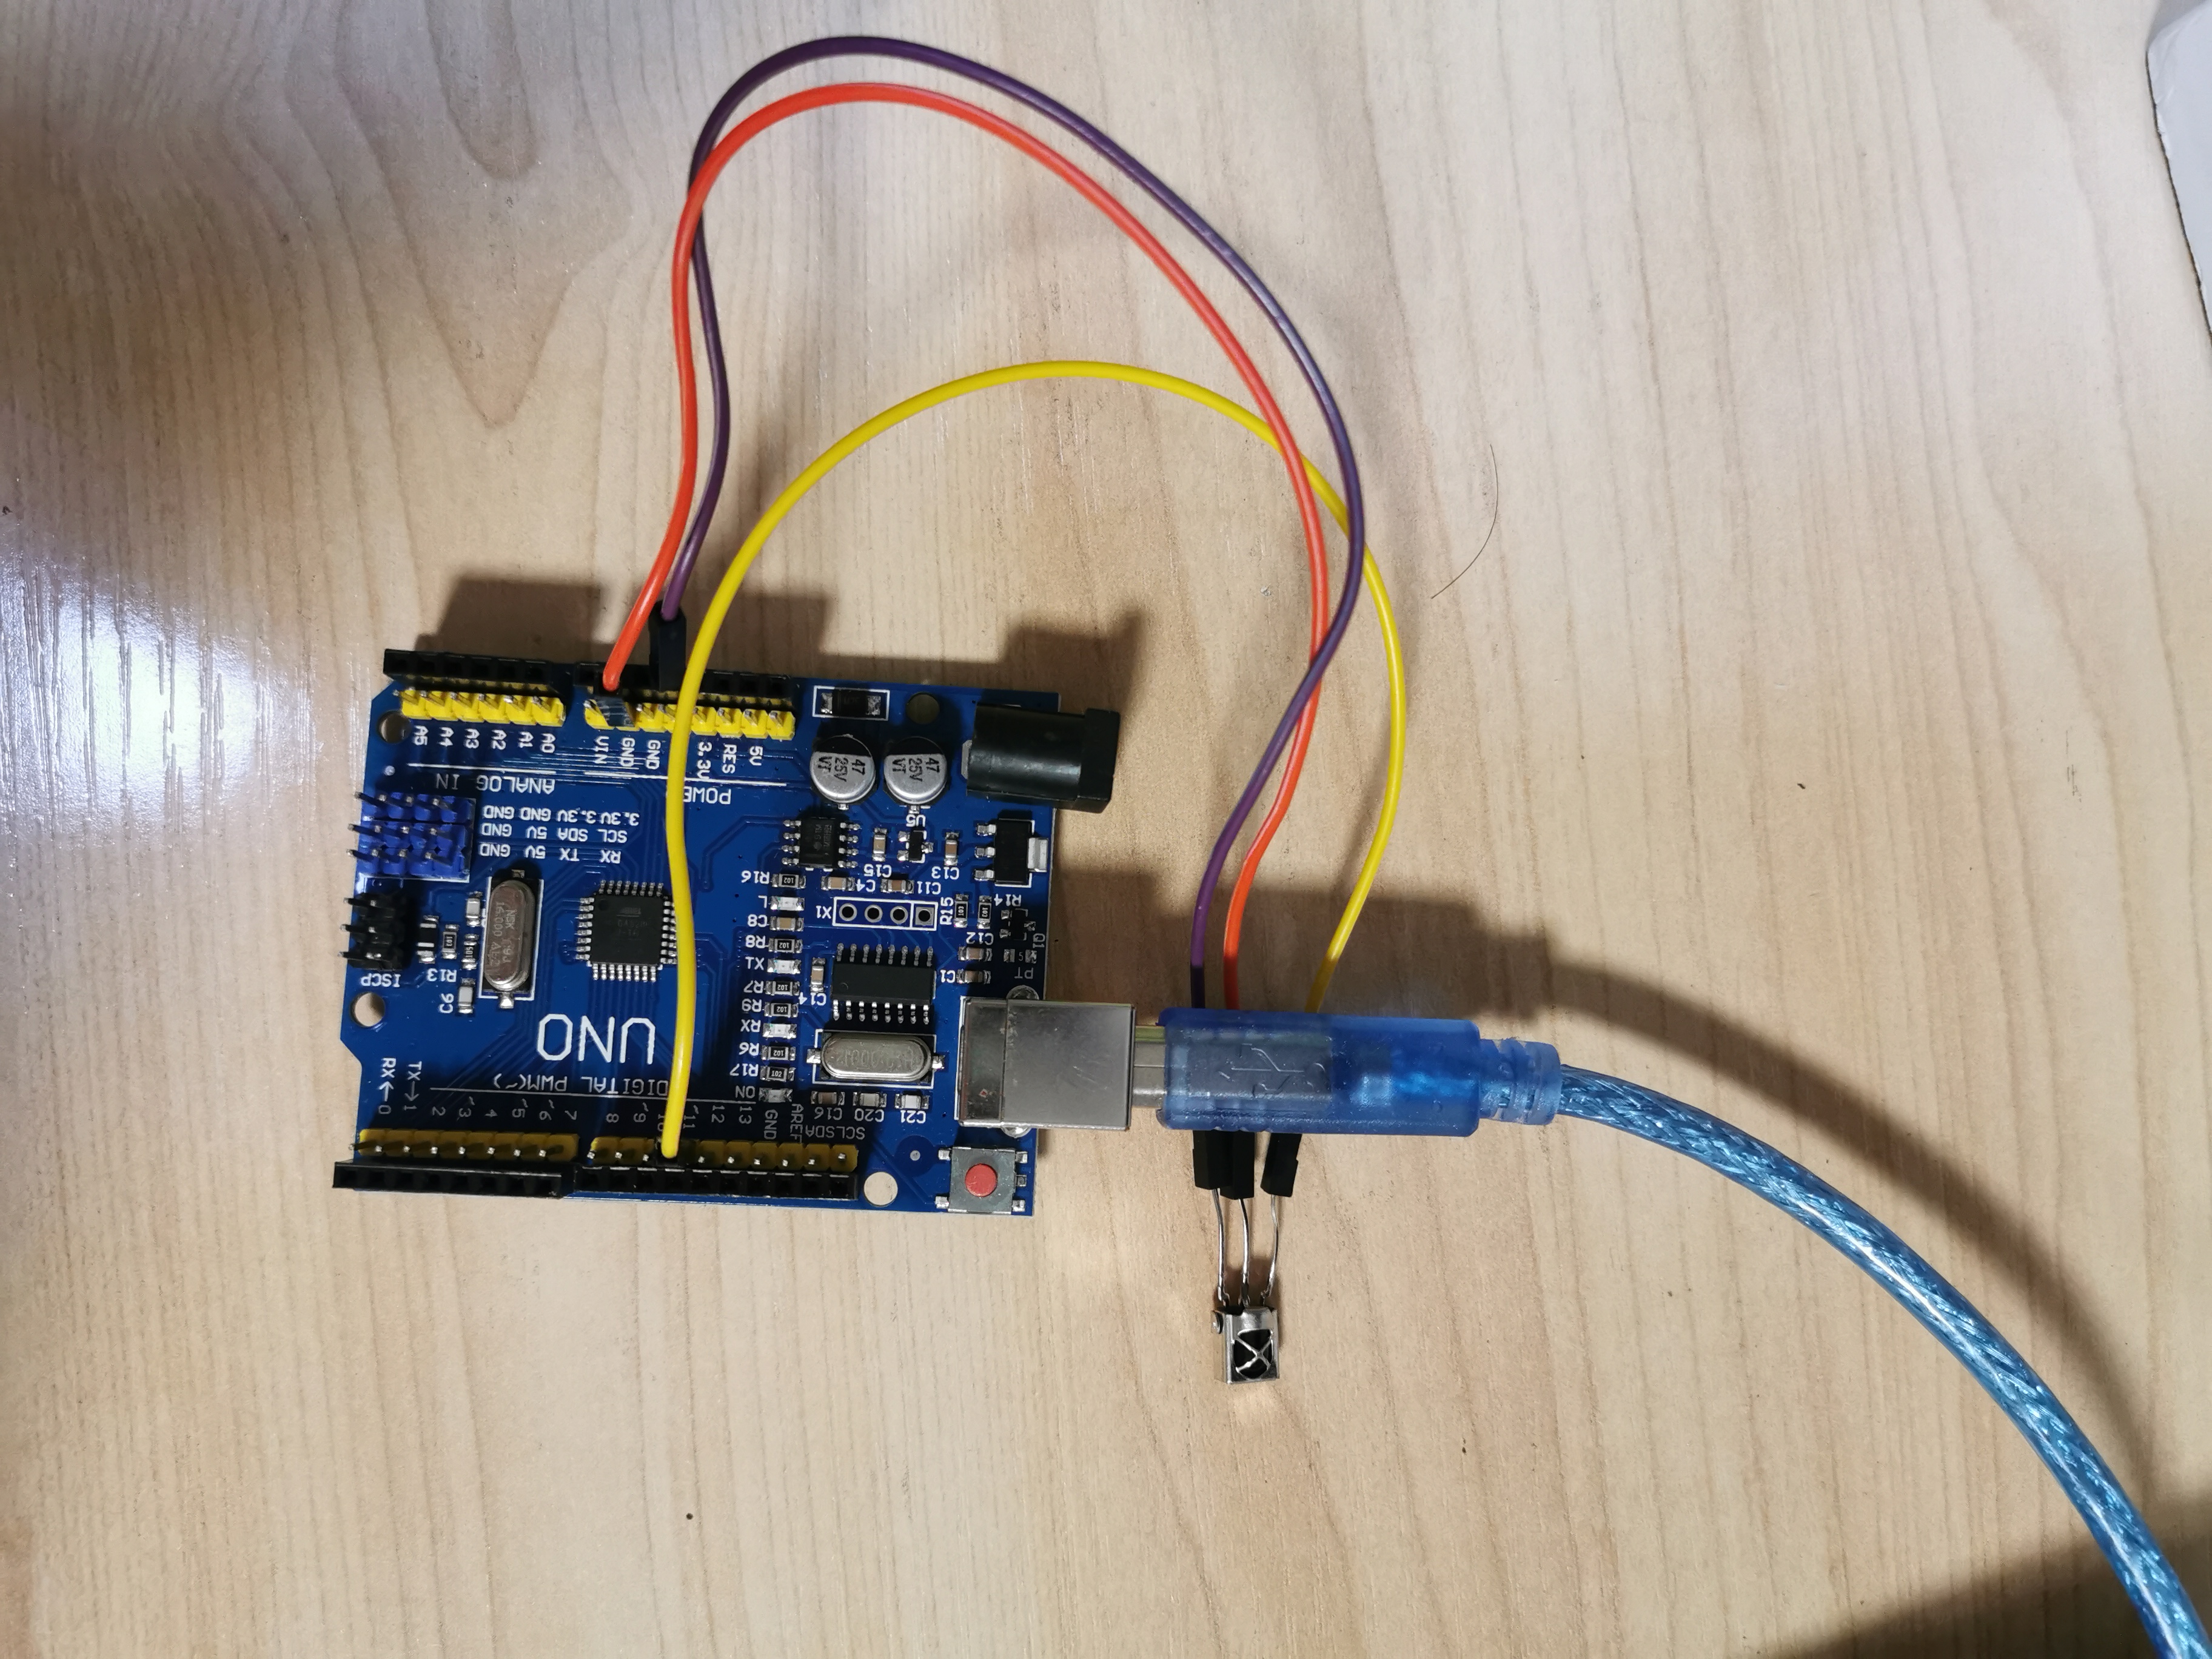 A5 A4 A3 A2 A1 A0
VIN GND GND
3.3V RES 5V
ANALOG IN
47
25V
VT
47
25V
VT
U5
3.3V 3.3V GND GND
SCL SDA 5V GND
RX TX 5V GND
C15
C13
C4
C11
R16
L
C8
R8
TX
R7
R9
RX
R6
R17
ON
X1
R15
R14
C12
Q1
C1
C14
R13
C6
ISCP
UNO
DIGITAL PWM(~)
RX←0
TX→1
2 ~3 4 ~5 ~6 7
8 ~9 ~11 12 13 GND AREF SDA SCL
C16 C20 C21